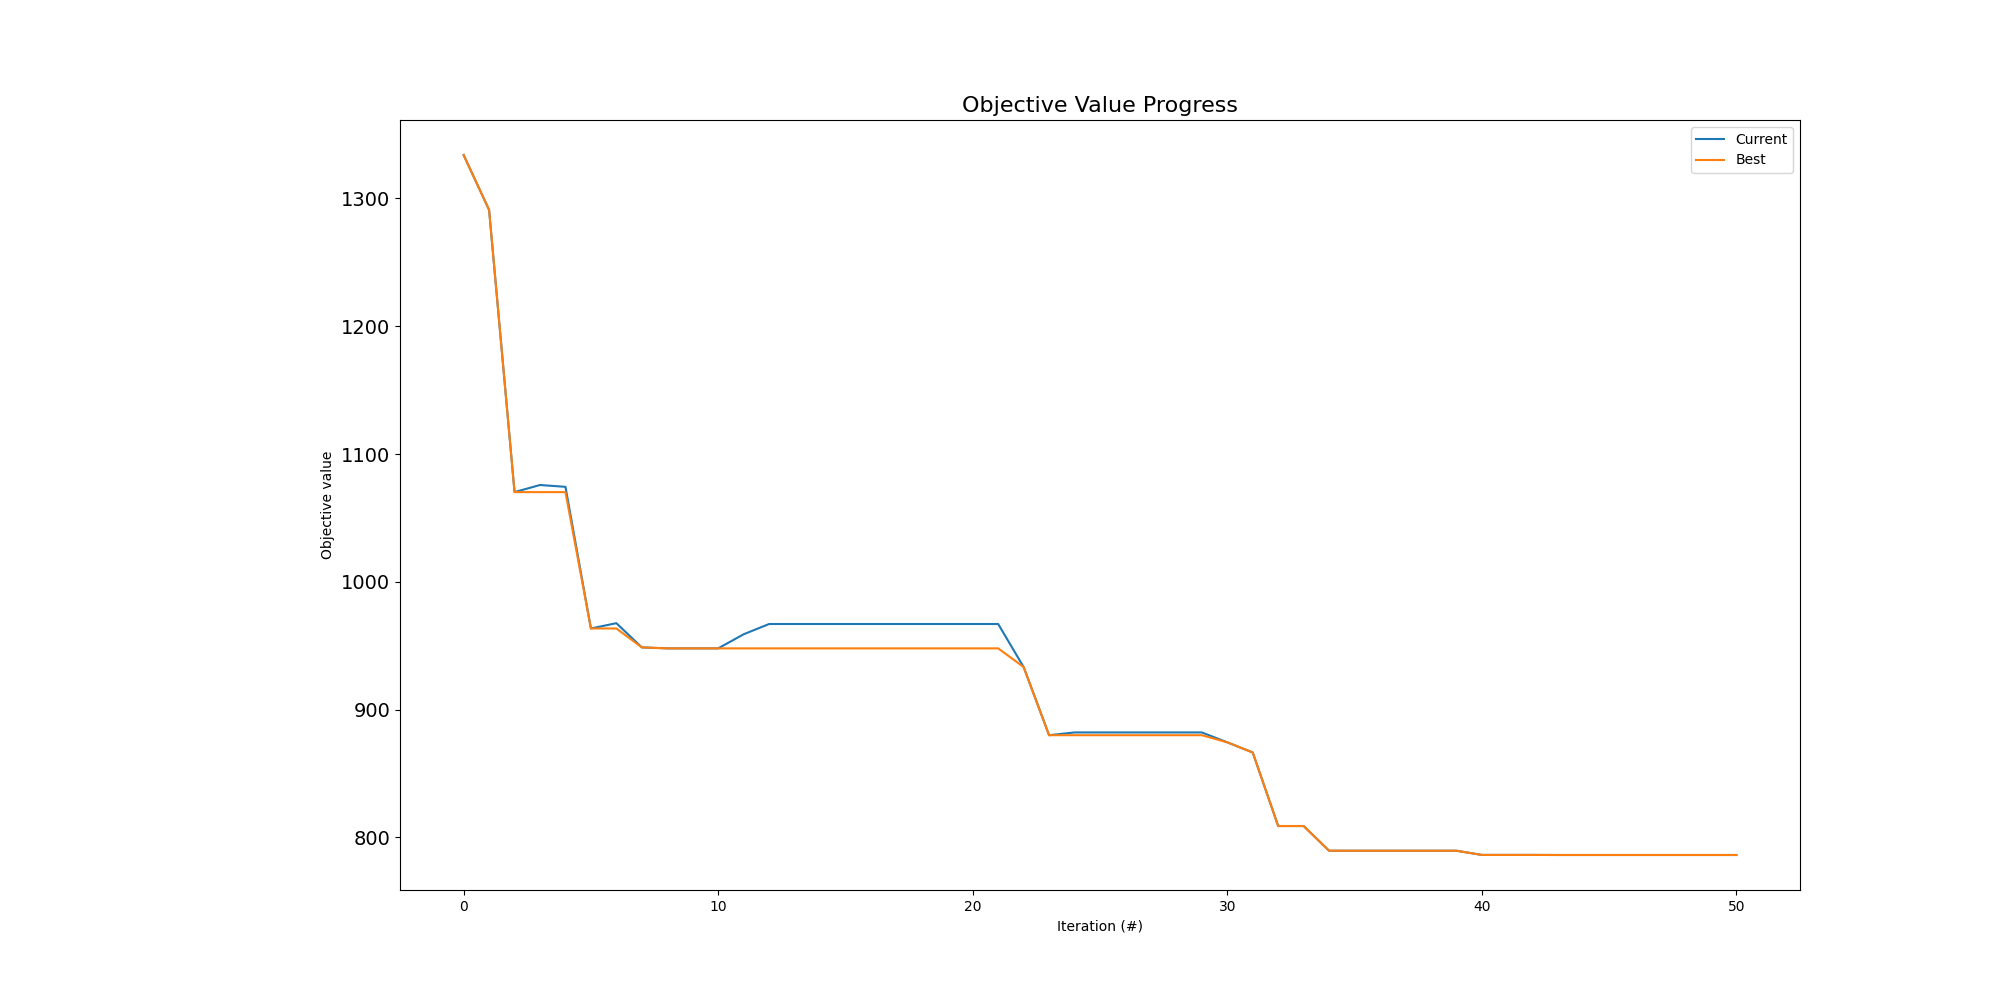 Objective Value Progress
Current
Best
1300
1200
1100
1000
900
800
Objective value
0 10 20 30 40 50
Iteration (#)